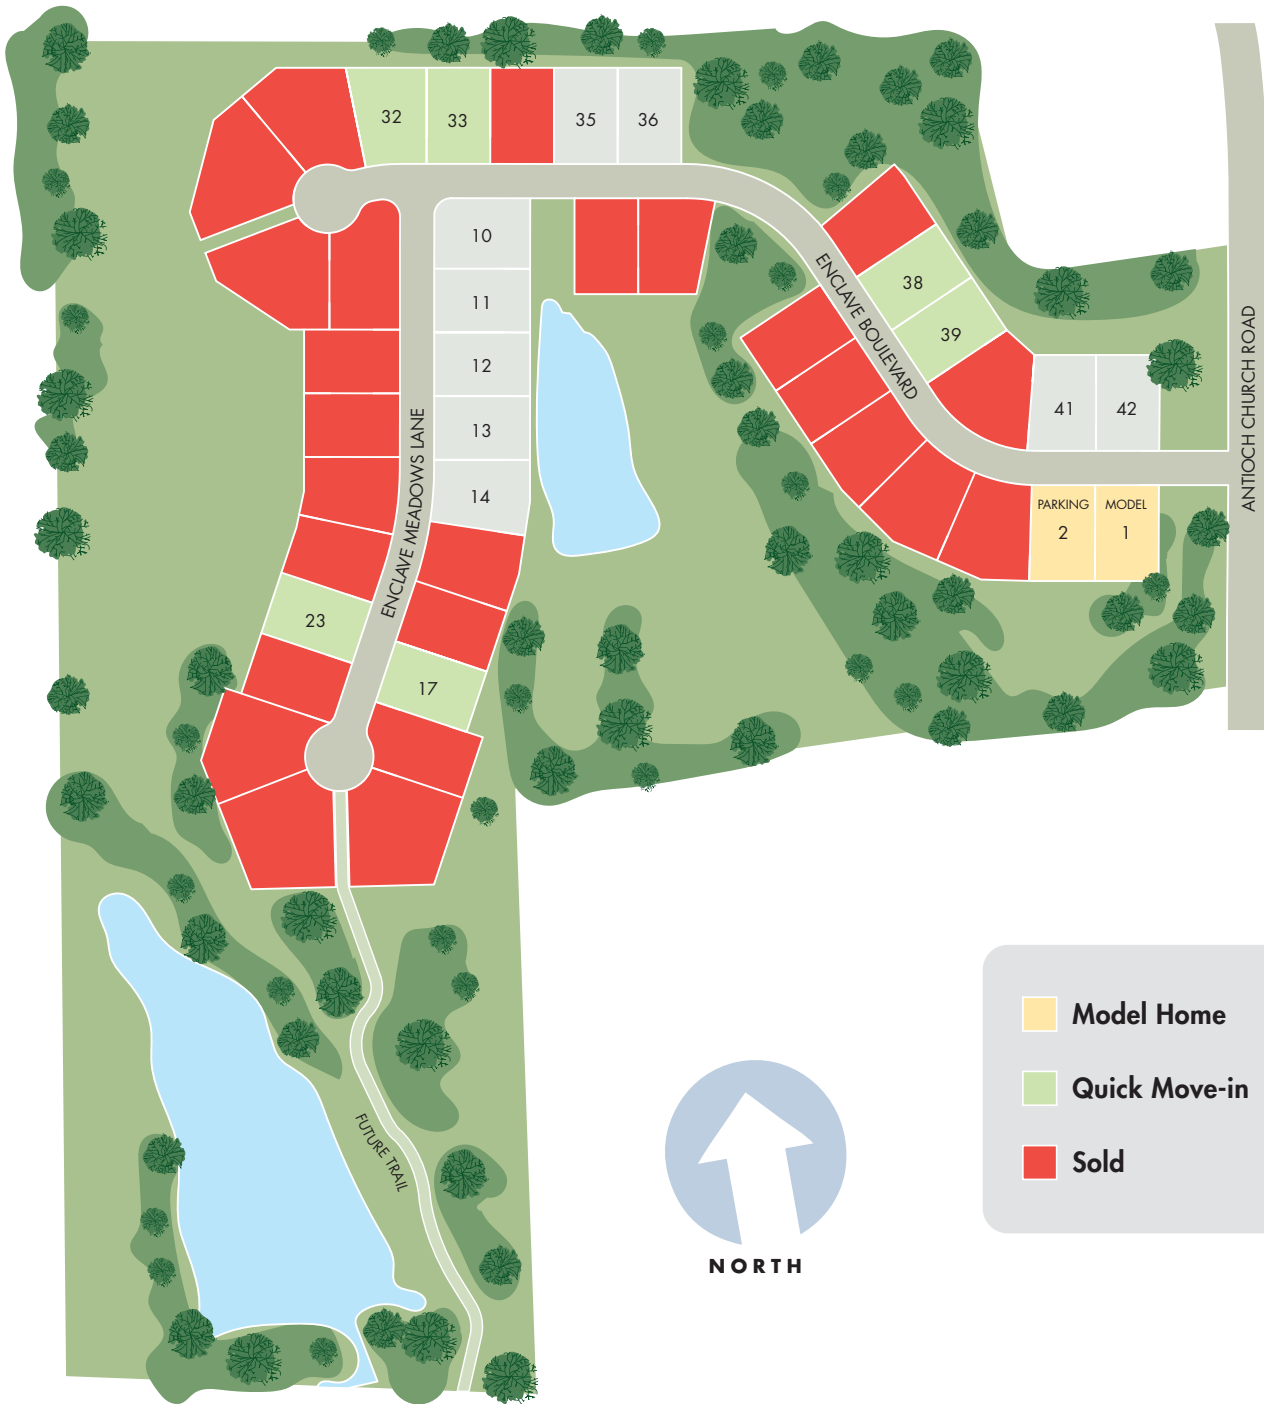 32
33
35
36
10
11
12
13
14
38
39
41
42
ENCLAVE BOULEVARD
ENCLAVE MEADOWS LANE
ANTIOCH CHURCH ROAD
PARKING
2
MODEL
1
23
17
FUTURE TRAIL
NORTH
Model Home
Quick Move-in
Sold